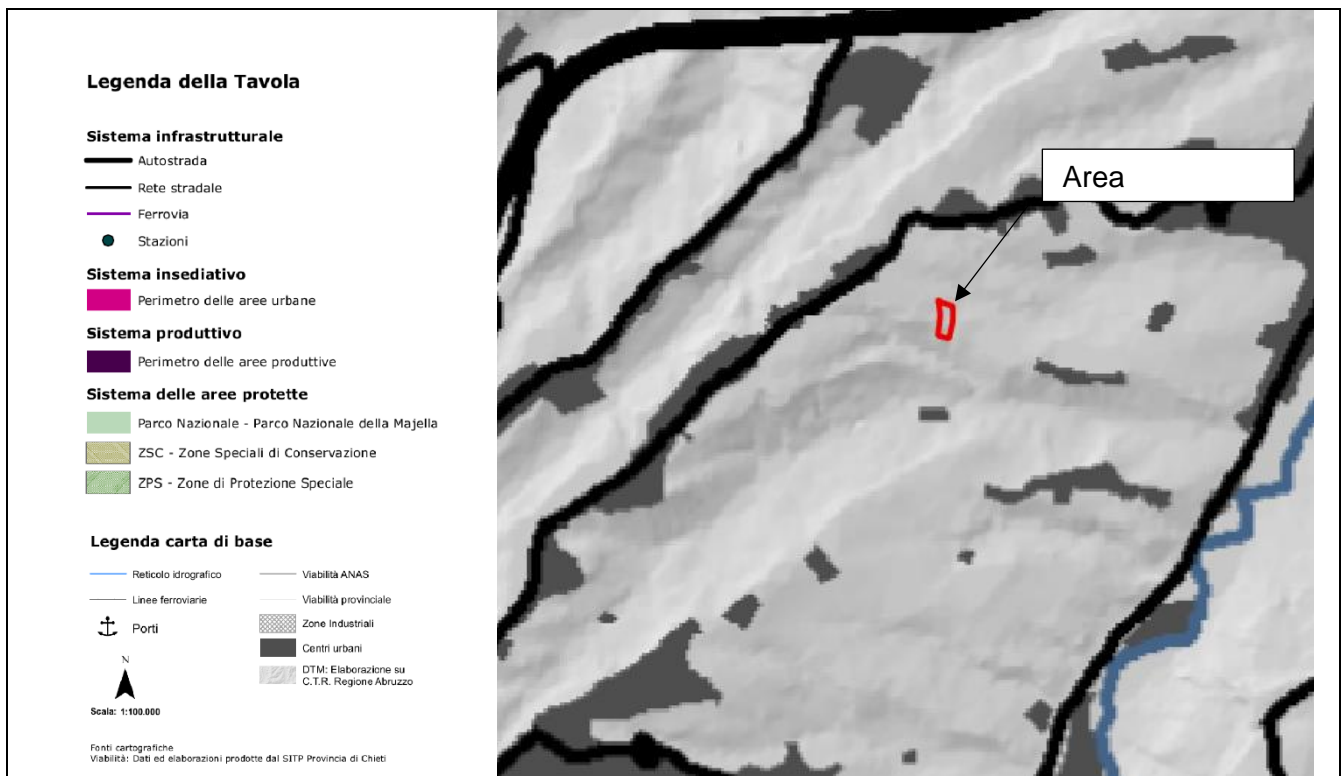 Legenda della Tavola
Sistema infrastrutturale
Autostrada
Rete stradale
Ferrovia
Stazioni
Sistema insediativo
Perimetro delle aree urbane
Sistema produttivo
Perimetro delle aree produttive
Sistema delle aree protette
Parco Nazionale - Parco Nazionale della Majella
ZSC - Zone Speciali di Conservazione
ZPS - Zone di Protezione Speciale
Legenda carta di base
Reticolo idrografico
Linee ferroviarie
Porti
N
Scala: 1:100.000
Viabilità ANAS
Viabilità provinciale
Zone Industriali
Centri urbani
DTM: Elaborazione su
C.T.R. Regione Abruzzo
Fonti cartografiche
Viabilità: Dati ed elaborazioni prodotte dal SITP Provincia di Chieti
Area